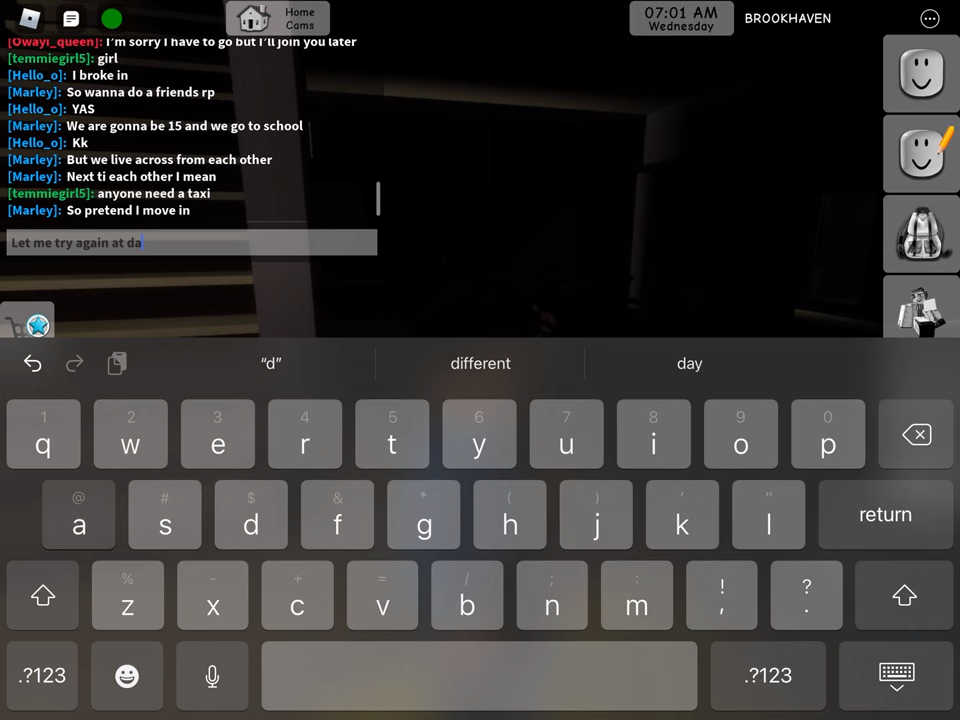 Home
Cams
07:01 AM
Wednesday
BROOKHAVEN
[Owayi_queen]: I'm sorry I have to go but I'll join you later
[temmiegirl5]: girl
[Hello_o]: I broke in
[Marley]: So wanna do a friends rp
[Hello_o]: YAS
[Marley]: We are gonna be 15 and we go to school
[Hello_o]: Kk
[Marley]: But we live across from each other
[Marley]: Next ti each other I mean
[temmiegirl5]: anyone need a taxi
[Marley]: So pretend I move in
Let me try again at da
“d” different day
1 2 3 4 5 6 7 8 9 0
q w e r t y u i o p
@ # $ & * ( ) ' "
a s d f g h j k l return
% - + = / ; : ! ?
z x c v b n m , .
.?123 .?123